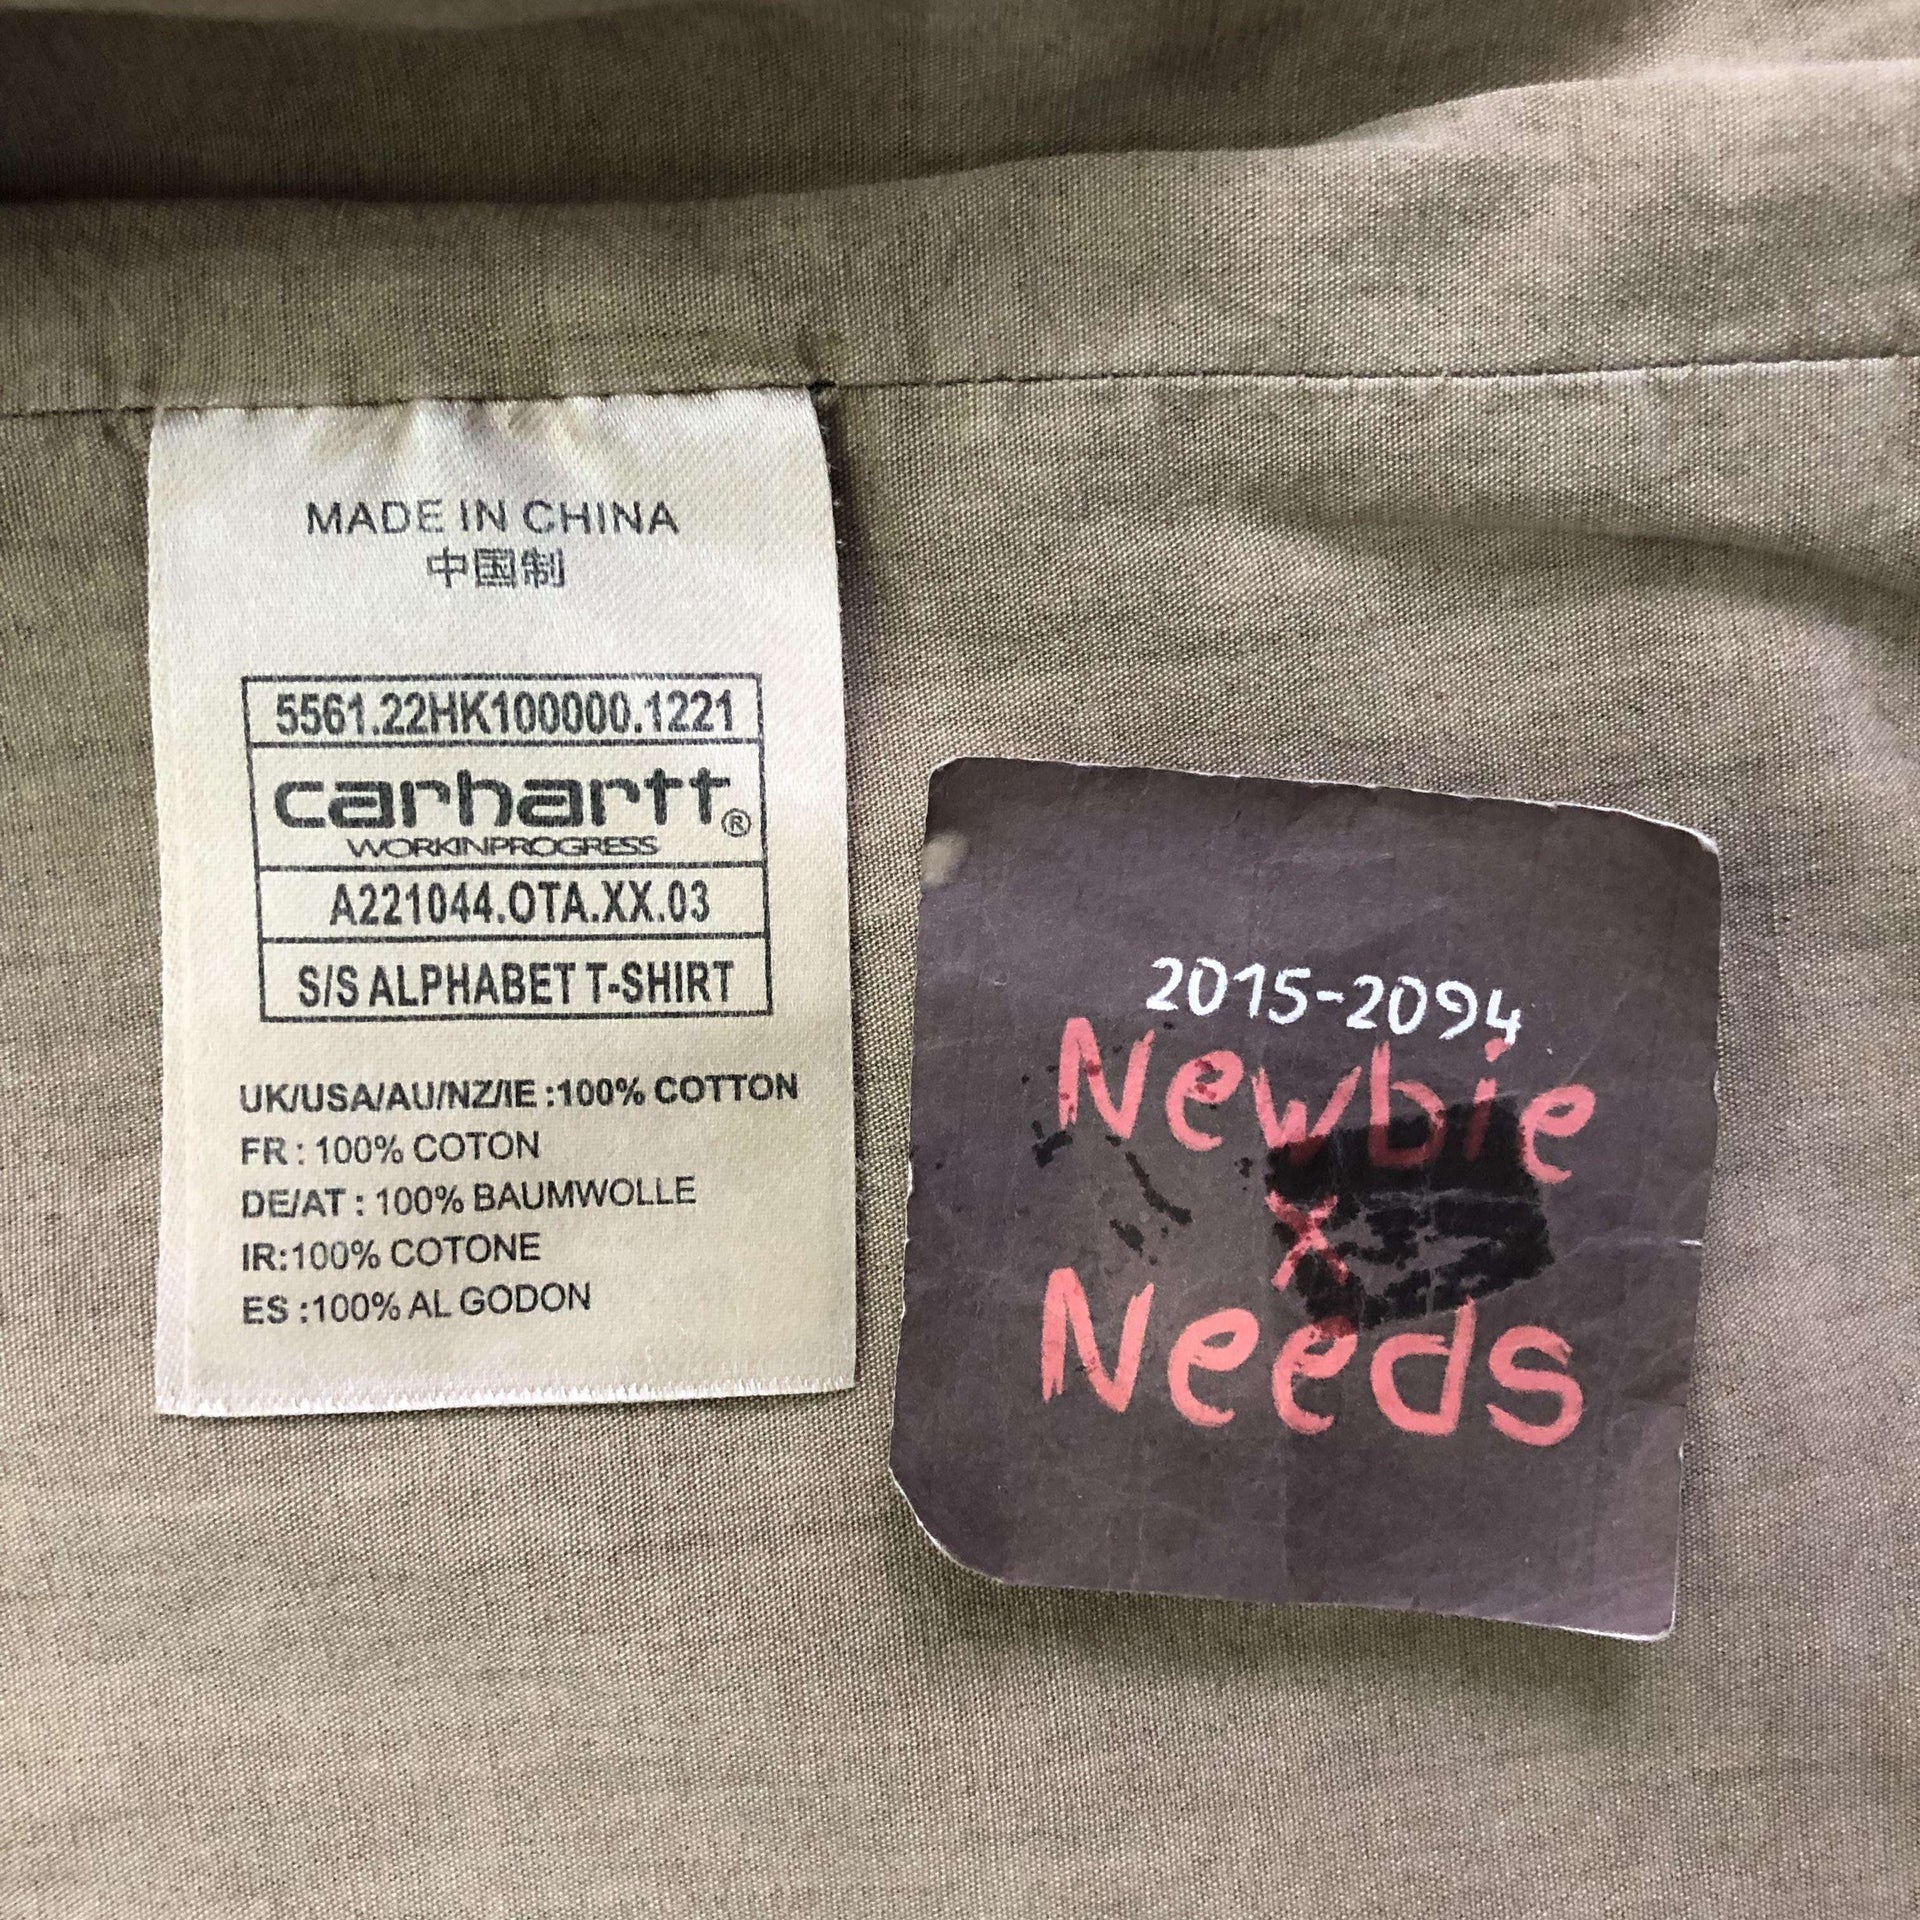 MADE IN CHINA
中国制
5561.22HK100000.1221
carhartt®
WORKINPROGRESS
A221044.OTA.XX.03
S/S ALPHABET T-SHIRT
UK/USA/AU/NZ/IE :100% COTTON
FR : 100% COTON
DE/AT : 100% BAUMWOLLE
IR:100% COTONE
ES :100% AL GODON
2015-2094
Newbie
x
Needs